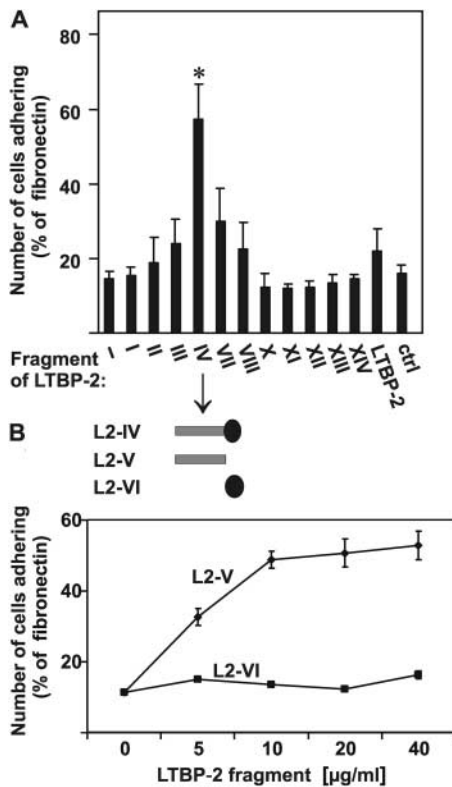 A
80
60
40
20
Number of cells adhering
(% of fibronectin)
*
Fragment
of LTBP-2:
- I II III IV VII VIII X XI XII XIII XIV LTBP-2 ctrl
B
L2-IV
L2-V
L2-VI
60
40
20
Number of cells adhering
(% of fibronectin)
L2-V
L2-VI
0 5 10 20 40
LTBP-2 fragment [µg/ml]